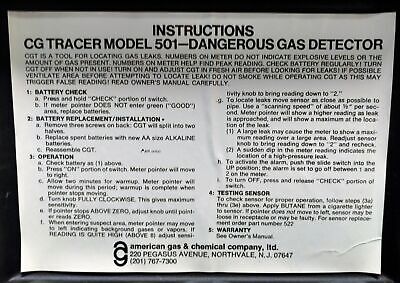 INSTRUCTIONS
CGT TRACER MODEL 501—DANGEROUS GAS DETECTOR
CGT IS A TOOL FOR LOCATING GAS LEAKS. NUMBERS ON METER DO NOT INDICATE EXPLOSIVE LEVELS OR THE
AMOUNT OF GAS PRESENT. NUMBERS ON METER HELP FIND PEAK READING. CHECK BATTERY REGULARLY! TURN
CGT OFF WHEN NOT IN USE! TURN ON AND ADJUST CGT IN FRESH AIR BEFORE LOOKING FOR LEAKS! IF POSSIBLE
VENTILATE AREA BEFORE ATTEMPTING TO LOCATE LEAK! DO NOT SMOKE WHILE OPERATING CGT AS THIS MAY
TRIGGER FALSE READING! READ OWNER'S MANUAL CAREFULLY.
1: BATTERY CHECK
a. Press and hold "CHECK" portion of switch.
b. If meter pointer DOES NOT enter green ("GOOD")
area, replace batteries.
2: BATTERY REPLACEMENT/INSTALLATION
a. Remove three screws on back: CGT will split into two
halves.
b. Replace spent batteries with new AA size ALKALINE
batteries.
c. Reassemble CGT.
3: OPERATION
a. Check battery as (1) above.
b. Press "ON" portion of switch. Meter pointer will move
to right.
c. Allow two minutes for warmup. Meter pointer will
move during this period; warmup is complete when
pointer stops moving.
d. Turn knob FULLY CLOCKWISE. This gives maximum
sensitivity.
e. If pointer stops ABOVE ZERO, adjust knob until pointer
reads ZERO.
f. When entering suspect area, meter pointer may move
to left indicating background gases or vapors. If
READING IS QUITE HIGH (ABOVE 8) adjust sensi-
tivity knob to bring reading down to "2."
g. To locate leaks move sensor as close as possible to
pipe. Use a "scanning speed" of about ½" per sec-
ond. Meter pointer will show a higher reading as leak
is approached, and will show a maximum at the loca-
tion of the leak.
(1) A large leak may cause the meter to show a maxi-
mum reading over a large area. Readjust sensor
knob to bring reading down to "2" and recheck.
(2) A sudden dip in the meter reading indicates the
location of a high-pressure leak.
h. To activate the alarm, push the slide switch into the
UP position; the alarm is set to go off between 1 and
2 on the meter.
i. To turn OFF, press and release "CHECK" portion of
switch.
4: TESTING SENSOR
To check sensor for proper operation, follow steps (3a)
thru (3e) above. Apply BUTANE from a cigarette lighter
to sensor. If pointer does not move to left, sensor may be
loose in receptacle or may be faulty. For sensor replace-
ment order part number 522
5: WARRANTY
See Owner's Manual.
american gas & chemical company, ltd.
220 PEGASUS AVENUE, NORTHVALE, N.J. 07647
(201) 767-7300